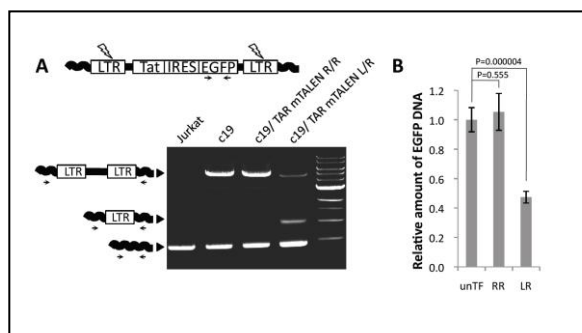 A
LTR Tat IRES EGFP LTR
Jurkat
c19
c19/ TAR mTALEN R/R
c19/ TAR mTALEN L/R
LTR LTR
LTR
B
P=0.000004
P=0.555
Relative amount of EGFP DNA
1.2
1.0
0.8
0.6
0.4
0.2
0.0
unTF RR LR